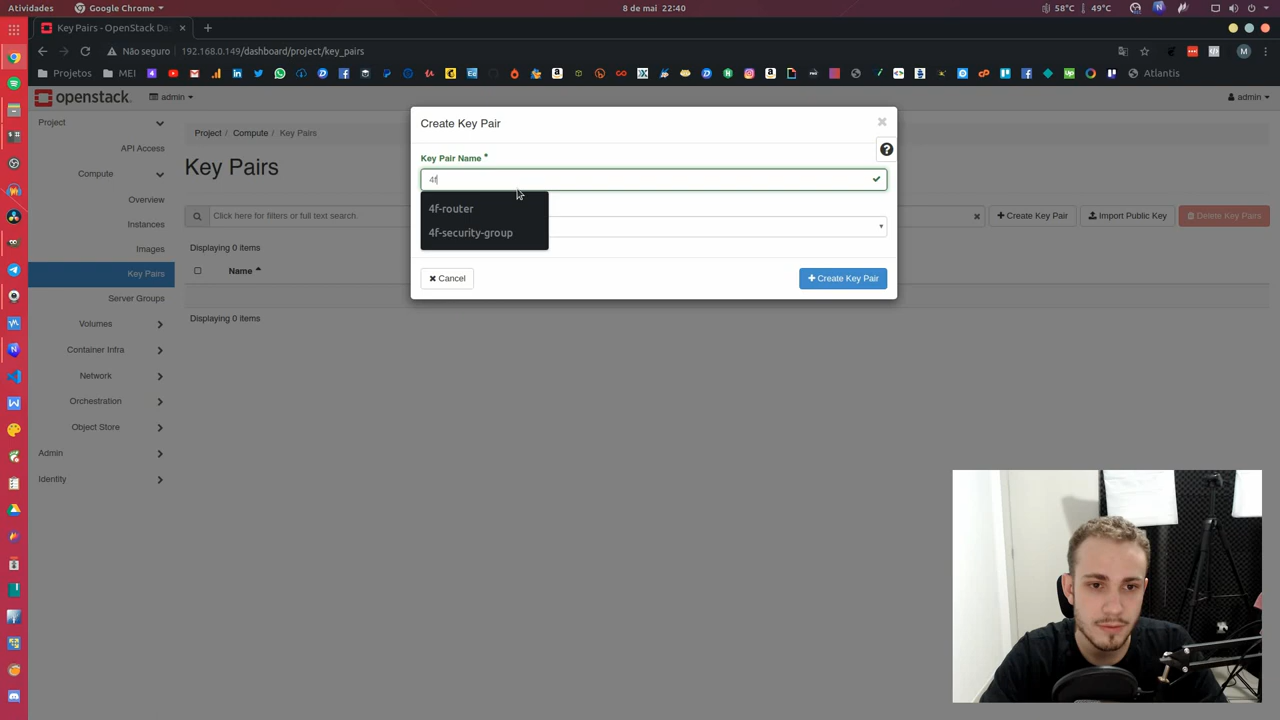 Atividades
Google Chrome
8 de mai 22:40
58°C
49°C
Key Pairs - OpenStack Das
Não seguro
192.168.0.149/dashboard/project/key_pairs
M
Projetos
MEI
Atlantis
openstack.
admin
admin
Project
API Access
Compute
Overview
Instances
Images
Key Pairs
Server Groups
Volumes
Container Infra
Network
Orchestration
Object Store
Admin
Identity
Project / Compute / Key Pairs
Key Pairs
Click here for filters or full text search.
+ Create Key Pair
Import Public Key
Delete Key Pairs
Displaying 0 items
Name
Displaying 0 items
Create Key Pair
Key Pair Name *
4f
4f-router
4f-security-group
Cancel
+ Create Key Pair